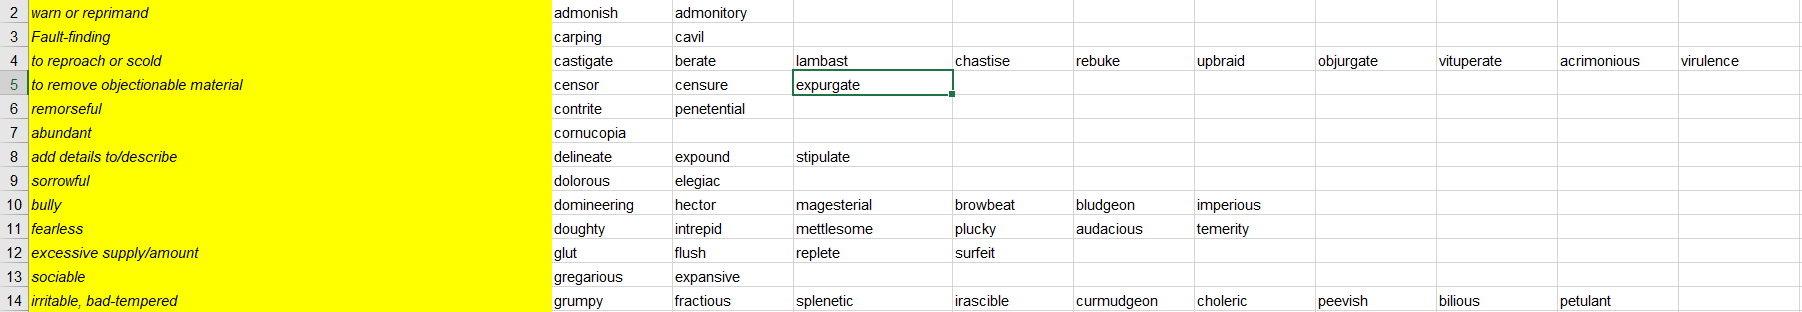 2 warn or reprimand admonish admonitory
3 Fault-finding carping cavil
4 to reproach or scold castigate berate lambast chastise rebuke upbraid objurgate vituperate acrimonious virulence
5 to remove objectionable material censor censure expurgate
6 remorseful contrite penetential
7 abundant cornucopia
8 add details to/describe delineate expound stipulate
9 sorrowful dolorous elegiac
10 bully domineering hector magesterial browbeat bludgeon imperious
11 fearless doughty intrepid mettlesome plucky audacious temerity
12 excessive supply/amount glut flush replete surfeit
13 sociable gregarious expansive
14 irritable, bad-tempered grumpy fractious splenetic irascible curmudgeon choleric peevish bilious petulant